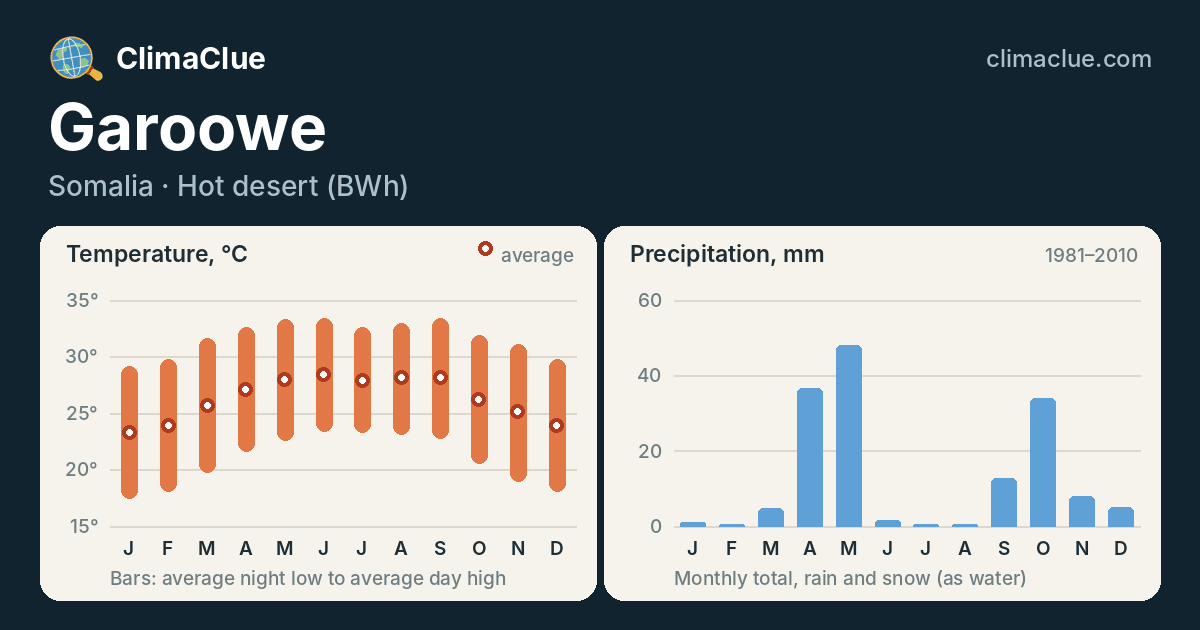 ClimaClue
climaclue.com
Garoowe
Somalia · Hot desert (BWh)
Temperature, °C
average
35°
30°
25°
20°
15°
J F M A M J J A S O N D
Bars: average night low to average day high
Precipitation, mm
1981–2010
60
40
20
0
J F M A M J J A S O N D
Monthly total, rain and snow (as water)